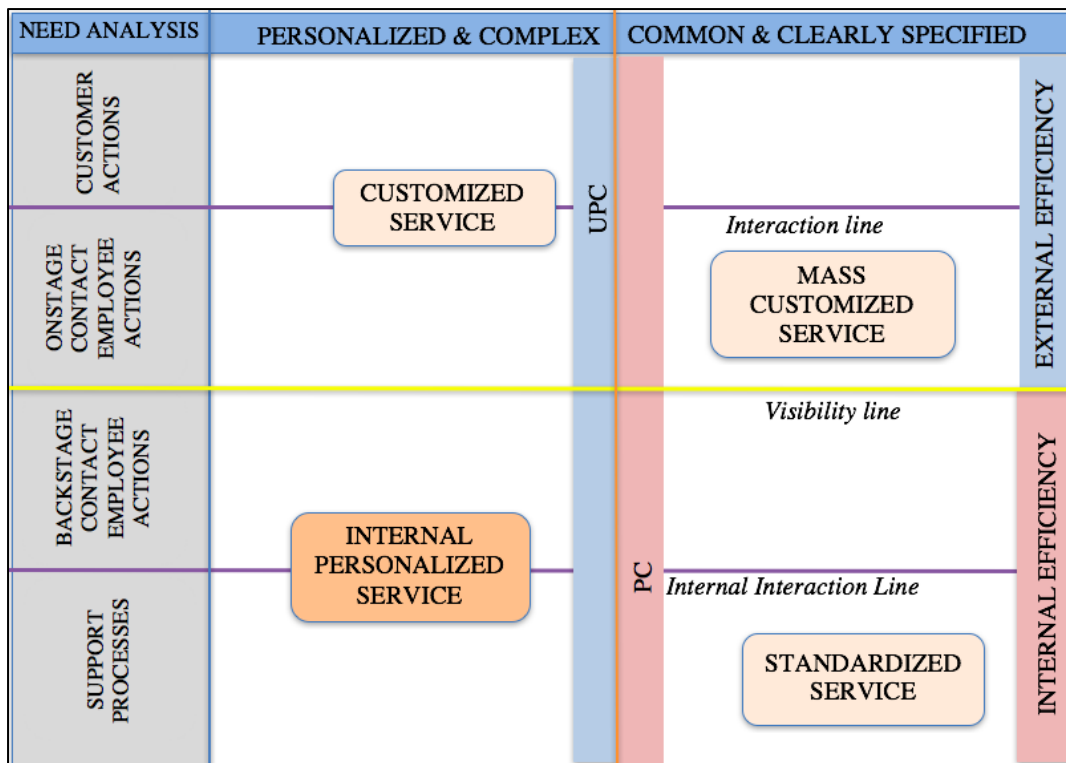 NEED ANALYSIS
PERSONALIZED & COMPLEX
COMMON & CLEARLY SPECIFIED
CUSTOMER
ACTIONS
CUSTOMIZED
SERVICE
UPC
Interaction line
EXTERNAL EFFICIENCY
ONSTAGE
CONTACT
EMPLOYEE
ACTIONS
MASS
CUSTOMIZED
SERVICE
Visibility line
BACKSTAGE
CONTACT
EMPLOYEE
ACTIONS
INTERNAL
PERSONALIZED
SERVICE
PC
Internal Interaction Line
INTERNAL EFFICIENCY
SUPPORT
PROCESSES
STANDARDIZED
SERVICE